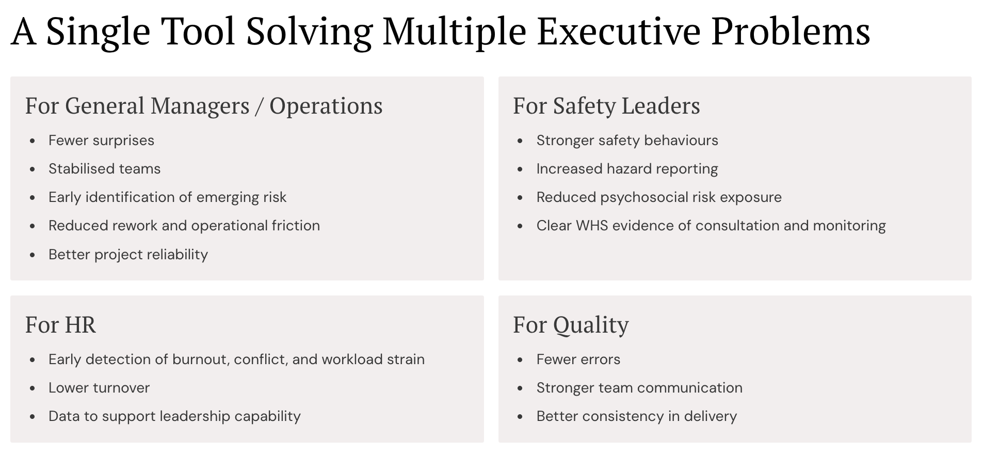 A Single Tool Solving Multiple Executive Problems
For General Managers / Operations
• Fewer surprises
• Stabilised teams
• Early identification of emerging risk
• Reduced rework and operational friction
• Better project reliability
For Safety Leaders
• Stronger safety behaviours
• Increased hazard reporting
• Reduced psychosocial risk exposure
• Clear WHS evidence of consultation and monitoring
For HR
• Early detection of burnout, conflict, and workload strain
• Lower turnover
• Data to support leadership capability
For Quality
• Fewer errors
• Stronger team communication
• Better consistency in delivery